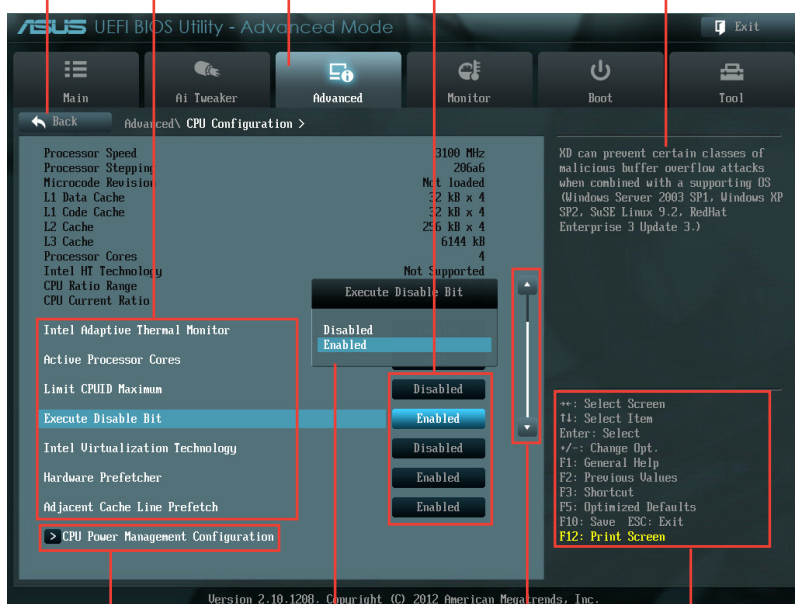 ASUS UEFI BIOS Utility - Advanced Mode
Exit
Main Ai Tweaker Advanced Monitor Boot Tool
Back Advanced\ CPU Configuration >
Processor Speed 3100 MHz
Processor Stepping 206a6
Microcode Revision Not loaded
L1 Data Cache 32 kB x 4
L1 Code Cache 32 kB x 4
L2 Cache 256 kB x 4
L3 Cache 6144 kB
Processor Cores 4
Intel HT Technology Not Supported
CPU Ratio Range
CPU Current Ratio
Execute Disable Bit
Disabled
Enabled
Intel Adaptive Thermal Monitor
Active Processor Cores
Limit CPUID Maximum Disabled
Execute Disable Bit Enabled
Intel Virtualization Technology Disabled
Hardware Prefetcher Enabled
Adjacent Cache Line Prefetch Enabled
> CPU Power Management Configuration
XD can prevent certain classes of
malicious buffer overflow attacks
when combined with a supporting OS
(Windows Server 2003 SP1, Windows XP
SP2, SuSE Linux 9.2, RedHat
Enterprise 3 Update 3.)
→←: Select Screen
↑↓: Select Item
Enter: Select
+/-: Change Opt.
F1: General Help
F2: Previous Values
F3: Shortcut
F5: Optimized Defaults
F10: Save ESC: Exit
F12: Print Screen
Version 2.10.1208. Copyright (C) 2012 American Megatrends, Inc.